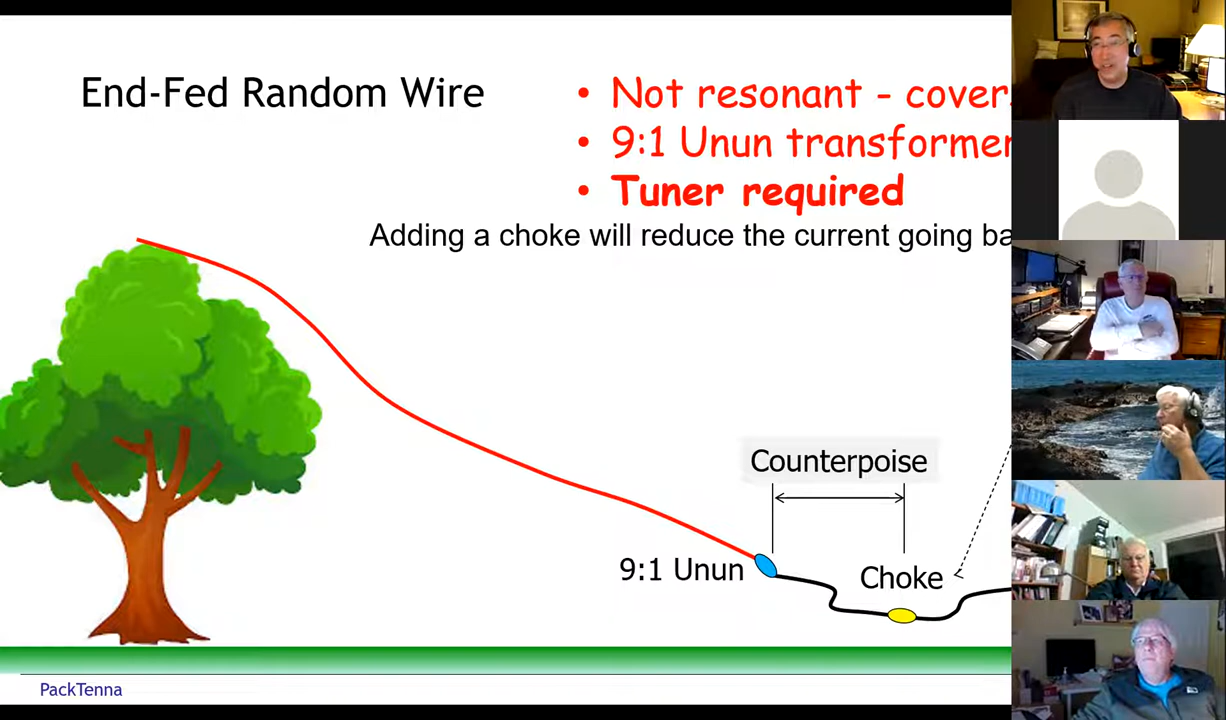 End-Fed Random Wire
• Not resonant - cover
• 9:1 Unun transformer
• Tuner required
Adding a choke will reduce the current going ba
Counterpoise
9:1 Unun
Choke
PackTenna